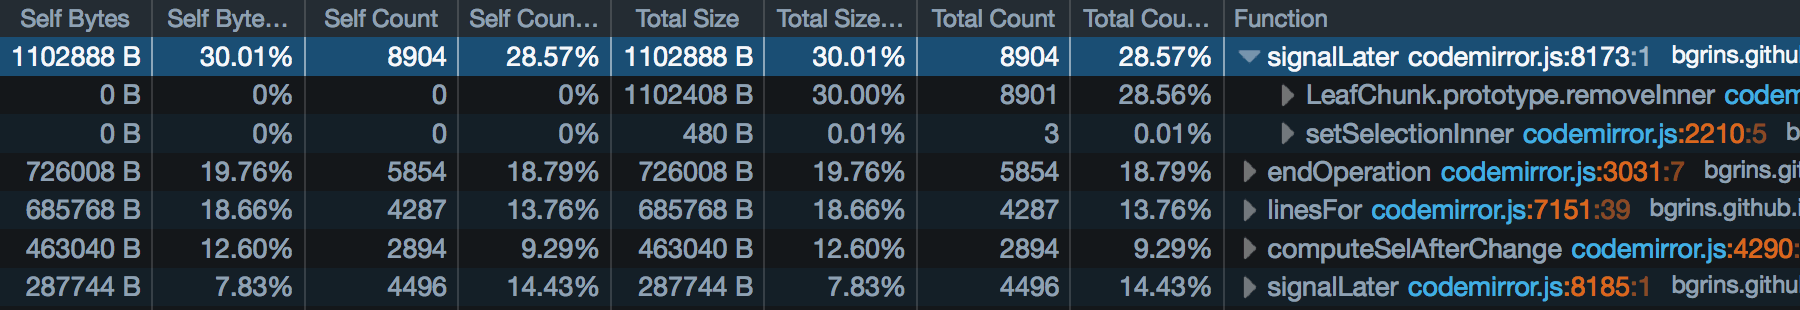 Self Bytes Self Byte… Self Count Self Coun… Total Size Total Size… Total Count Total Cou… Function
1102888 B 30.01% 8904 28.57% 1102888 B 30.01% 8904 28.57% signalLater codemirror.js:8173:1 bgrins.githu
0 B 0% 0 0% 1102408 B 30.00% 8901 28.56% LeafChunk.prototype.removeInner codem
0 B 0% 0 0% 480 B 0.01% 3 0.01% setSelectionInner codemirror.js:2210:5 b
726008 B 19.76% 5854 18.79% 726008 B 19.76% 5854 18.79% endOperation codemirror.js:3031:7 bgrins.gith
685768 B 18.66% 4287 13.76% 685768 B 18.66% 4287 13.76% linesFor codemirror.js:7151:39 bgrins.github.i
463040 B 12.60% 2894 9.29% 463040 B 12.60% 2894 9.29% computeSelAfterChange codemirror.js:4290:
287744 B 7.83% 4496 14.43% 287744 B 7.83% 4496 14.43% signalLater codemirror.js:8185:1 bgrins.githu